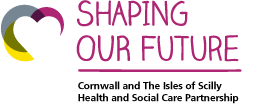 SHAPING
OUR FUTURE
Cornwall and The Isles of Scilly
Health and Social Care Partnership